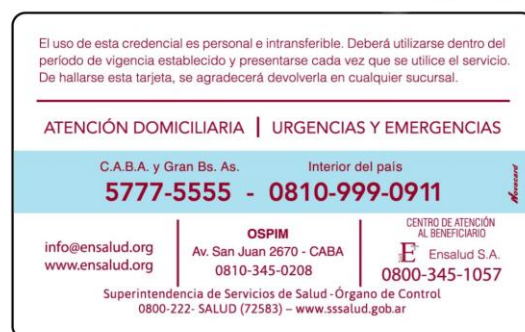 El uso de esta credencial es personal e intransferible. Deberá utilizarse dentro del
período de vigencia establecido y presentarse cada vez que se utilice el servicio.
De hallarse esta tarjeta, se agradecerá devolverla en cualquier sucursal.
ATENCIÓN DOMICILIARIA | URGENCIAS Y EMERGENCIAS
C.A.B.A. y Gran Bs. As. Interior del país
5777-5555 - 0810-999-0911
Novacard
info@ensalud.org
www.ensalud.org
OSPIM
Av. San Juan 2670 - CABA
0810-345-0208
CENTRO DE ATENCIÓN
AL BENEFICIARIO
E Ensalud S.A.
0800-345-1057
Superintendencia de Servicios de Salud - Órgano de Control
0800-222- SALUD (72583) – www.sssalud.gob.ar